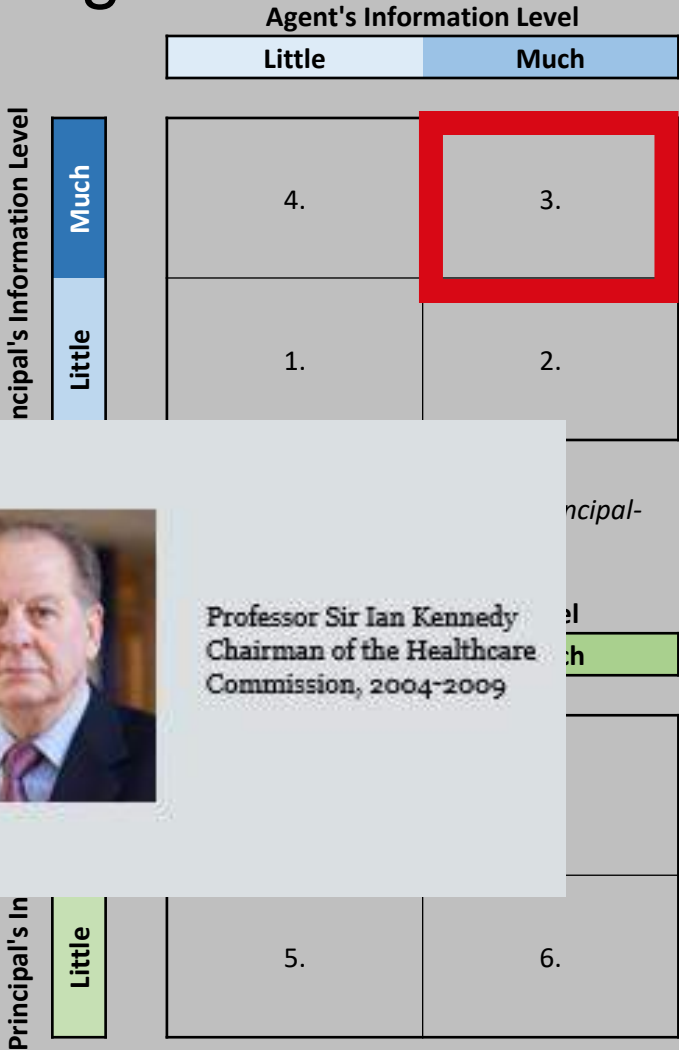 g
Agent's Information Level
Little Much
ncipal's Information Level
Much
4. 3.
Little
1. 2.
ncipal-
Professor Sir Ian Kennedy
Chairman of the Healthcare
Commission, 2004-2009
el
ch
Principal's In
Little
5. 6.